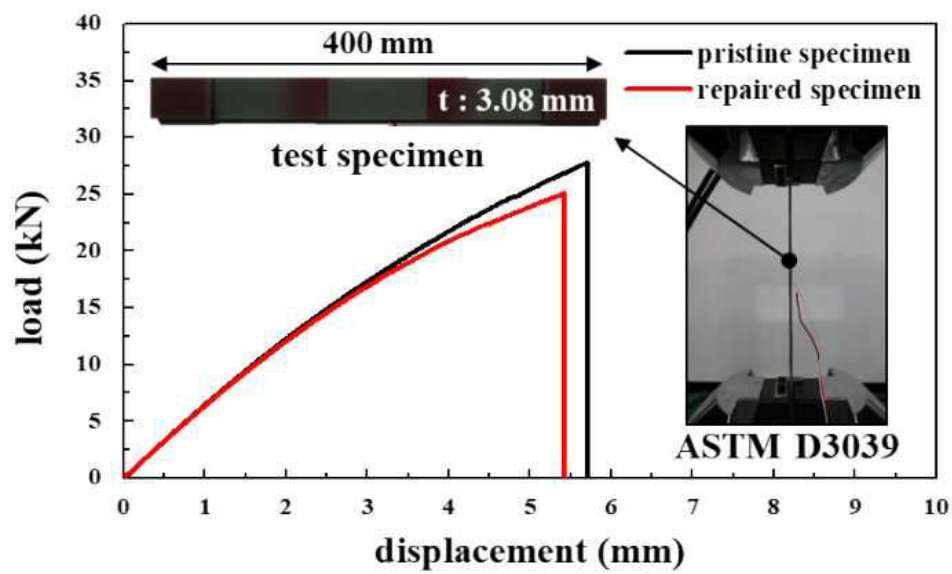 40
35
30
25
20
15
10
5
0
load (kN)
400 mm
t : 3.08 mm
test specimen
pristine specimen
repaired specimen
ASTM D3039
0 1 2 3 4 5 6 7 8 9 10
displacement (mm)